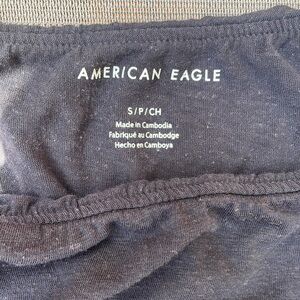 AMERICAN EAGLE
S/P/CH
Made in Cambodia
Fabriqué au Cambodge
Hecho en Camboya